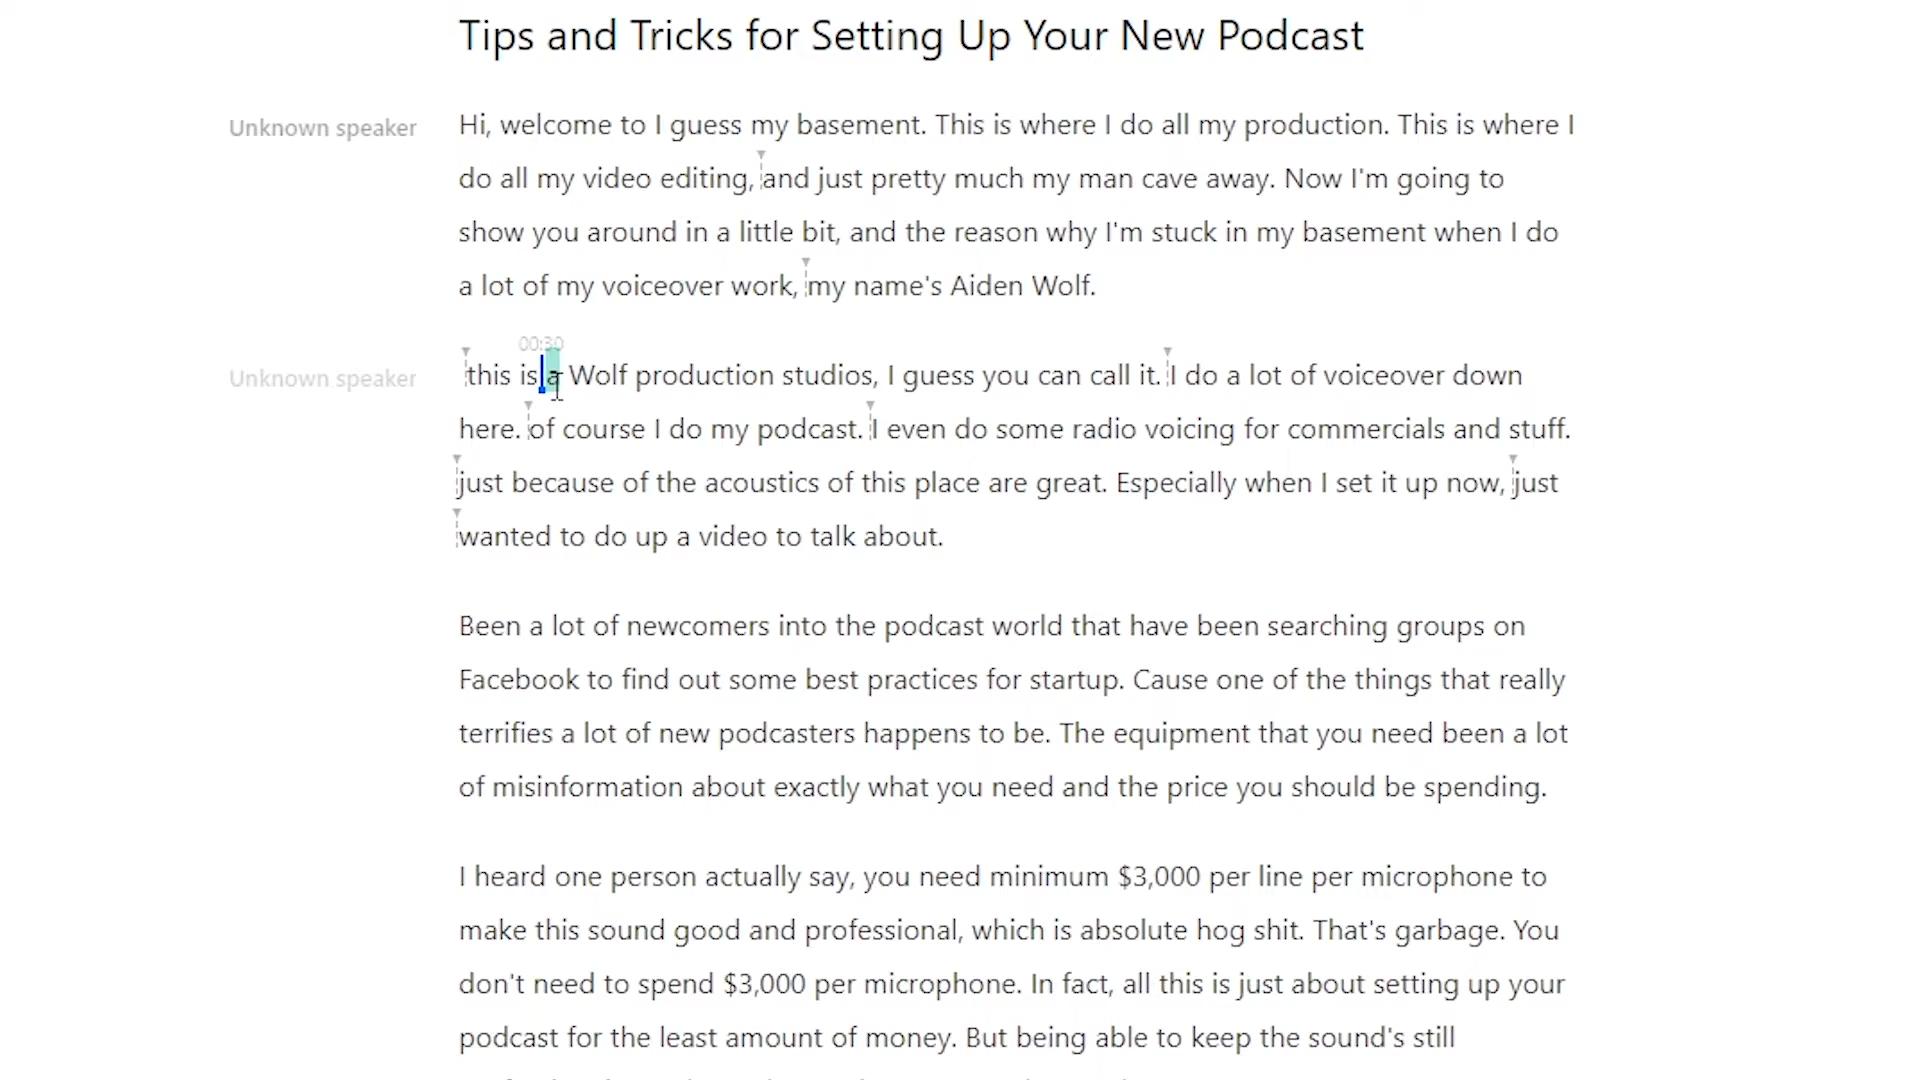 Tips and Tricks for Setting Up Your New Podcast
Unknown speaker
Hi, welcome to I guess my basement. This is where I do all my production. This is where I
do all my video editing, and just pretty much my man cave away. Now I'm going to
show you around in a little bit, and the reason why I'm stuck in my basement when I do
a lot of my voiceover work, my name's Aiden Wolf.
00:30
Unknown speaker
this is a Wolf production studios, I guess you can call it. I do a lot of voiceover down
here. of course I do my podcast. I even do some radio voicing for commercials and stuff.
just because of the acoustics of this place are great. Especially when I set it up now, just
wanted to do up a video to talk about.
Been a lot of newcomers into the podcast world that have been searching groups on
Facebook to find out some best practices for startup. Cause one of the things that really
terrifies a lot of new podcasters happens to be. The equipment that you need been a lot
of misinformation about exactly what you need and the price you should be spending.
I heard one person actually say, you need minimum $3,000 per line per microphone to
make this sound good and professional, which is absolute hog shit. That's garbage. You
don't need to spend $3,000 per microphone. In fact, all this is just about setting up your
podcast for the least amount of money. But being able to keep the sound's still